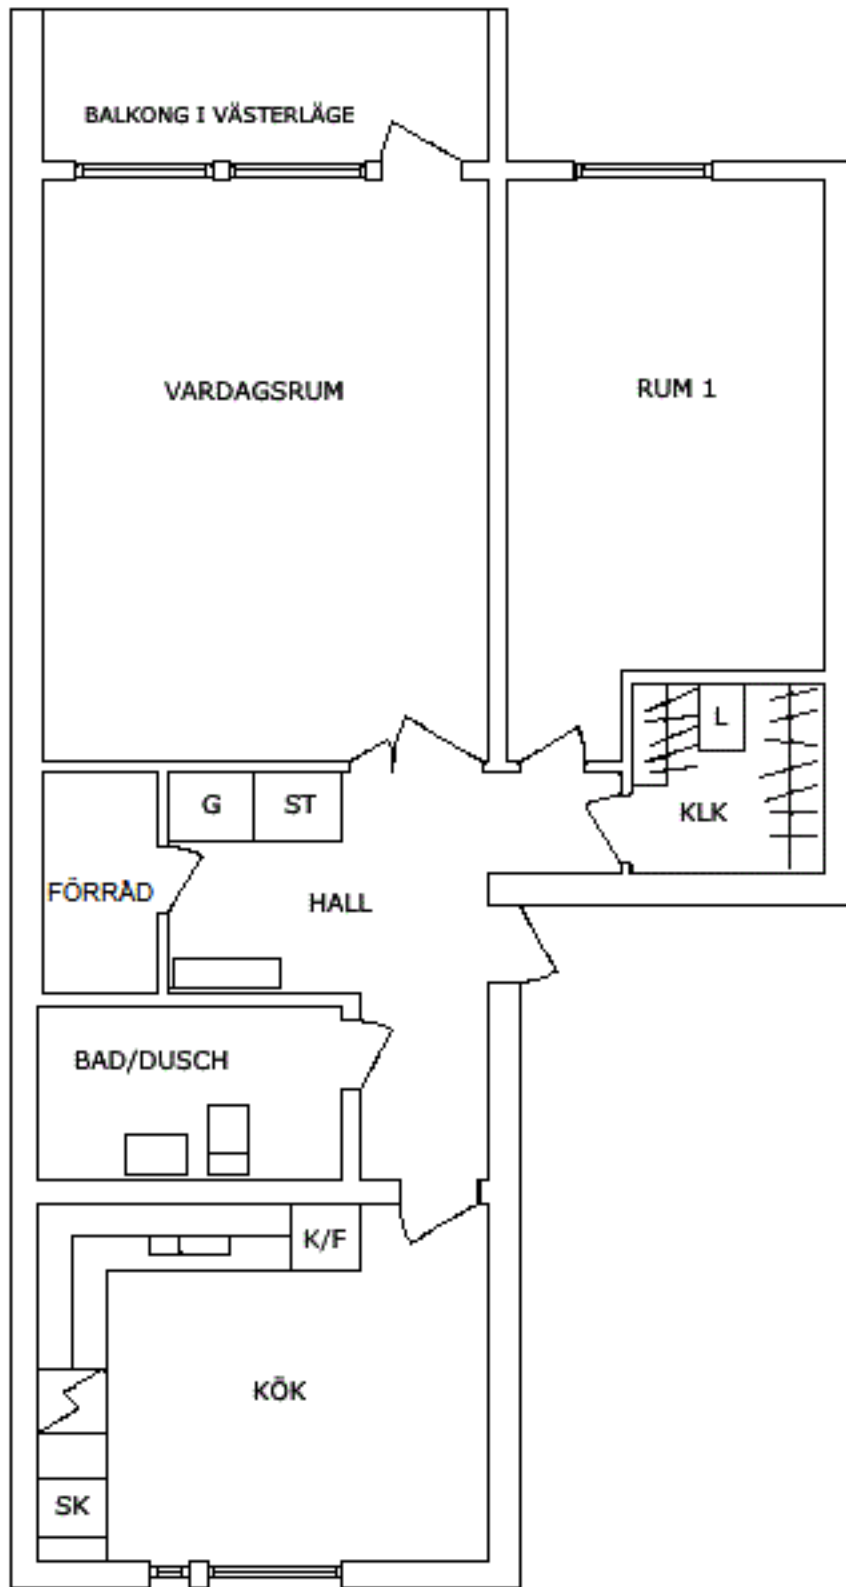 BALKONG I VÄSTERLÄGE
VARDAGSRUM
RUM 1
L
G
ST
KLK
FÖRRÅD
HALL
BAD/DUSCH
K/F
KÖK
SK